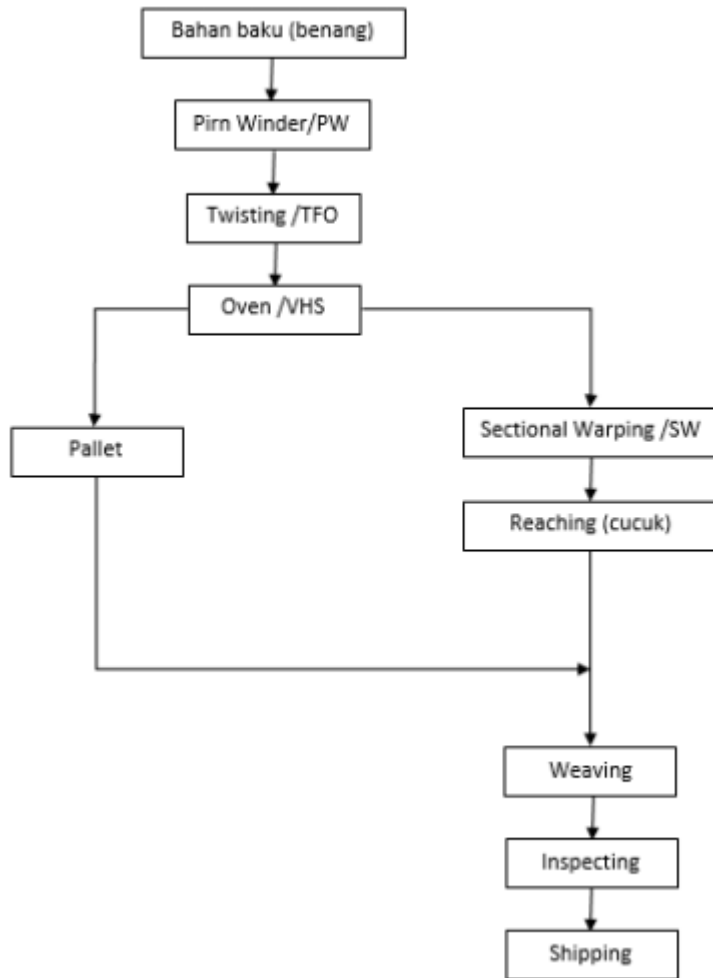 Bahan baku (benang)
Pirn Winder/PW
Twisting /TFO
Oven /VHS
Pallet
Sectional Warping /SW
Reaching (cucuk)
Weaving
Inspecting
Shipping